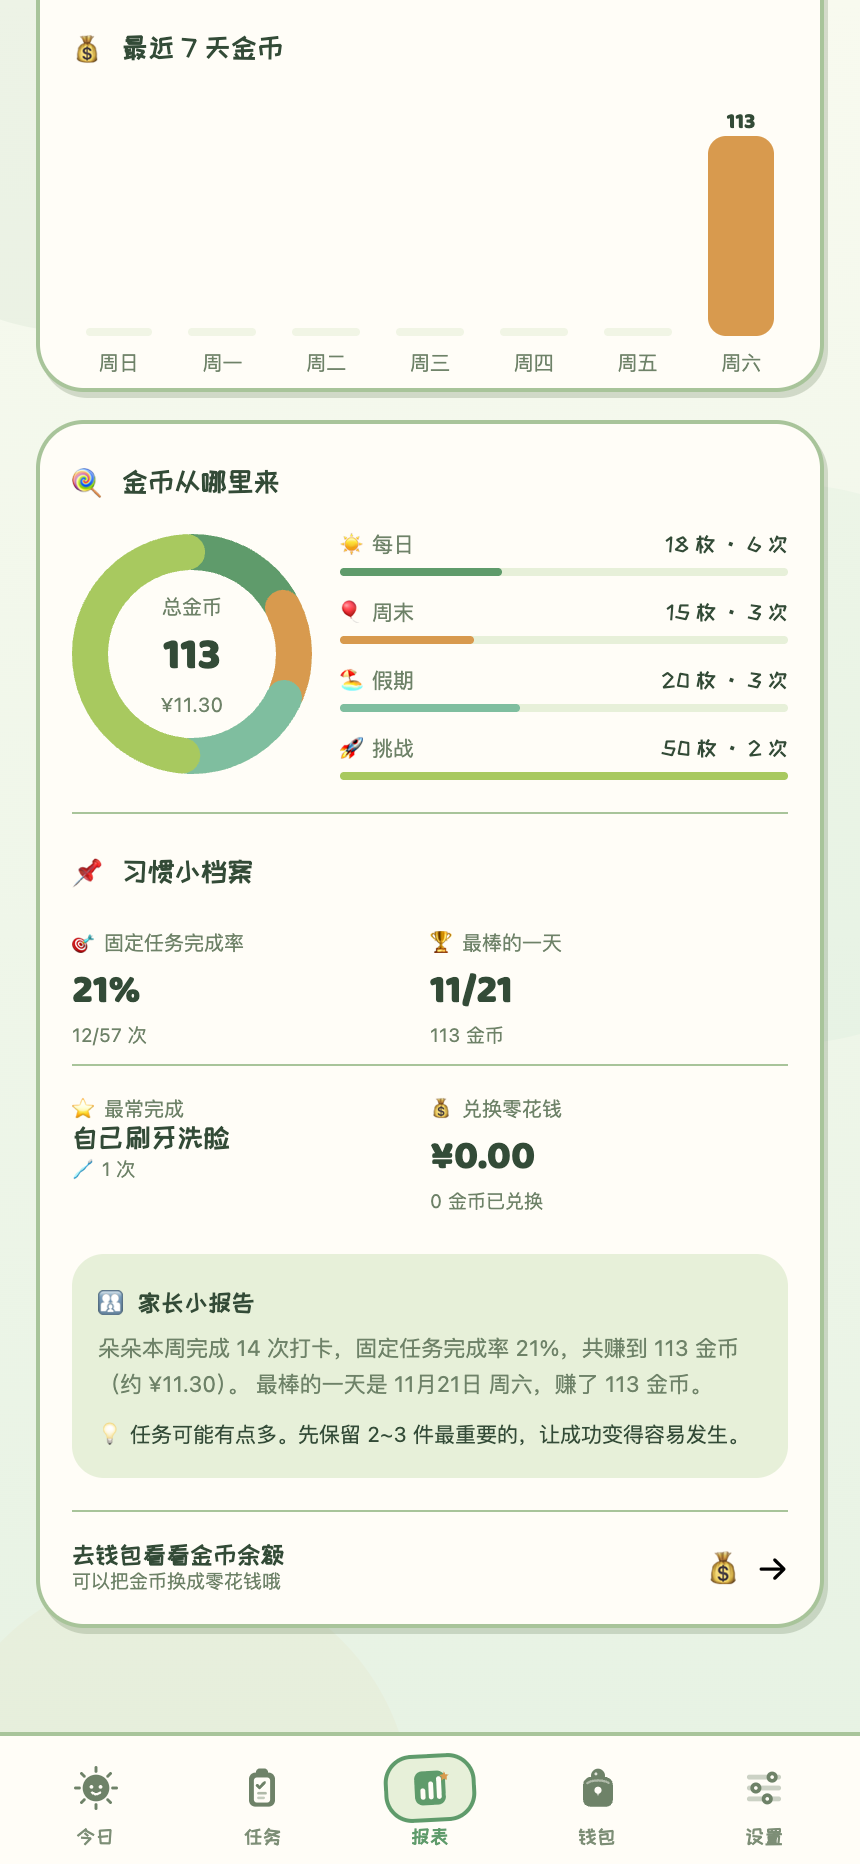 最近 7 天金币
113
周日 周一 周二 周三 周四 周五 周六
金币从哪里来
总金币
113
¥11.30
每日 18 枚 · 6 次
周末 15 枚 · 3 次
假期 20 枚 · 3 次
挑战 50 枚 · 2 次
习惯小档案
固定任务完成率
21%
12/57 次
最棒的一天
11/21
113 金币
最常完成
自己刷牙洗脸
1 次
兑换零花钱
¥0.00
0 金币已兑换
家长小报告
朵朵本周完成 14 次打卡，固定任务完成率 21%，共赚到 113 金币
（约 ¥11.30）。 最棒的一天是 11月21日 周六，赚了 113 金币。
任务可能有点多。先保留 2~3 件最重要的，让成功变得容易发生。
去钱包看看金币余额
可以把金币换成零花钱哦
今日 任务 报表 钱包 设置